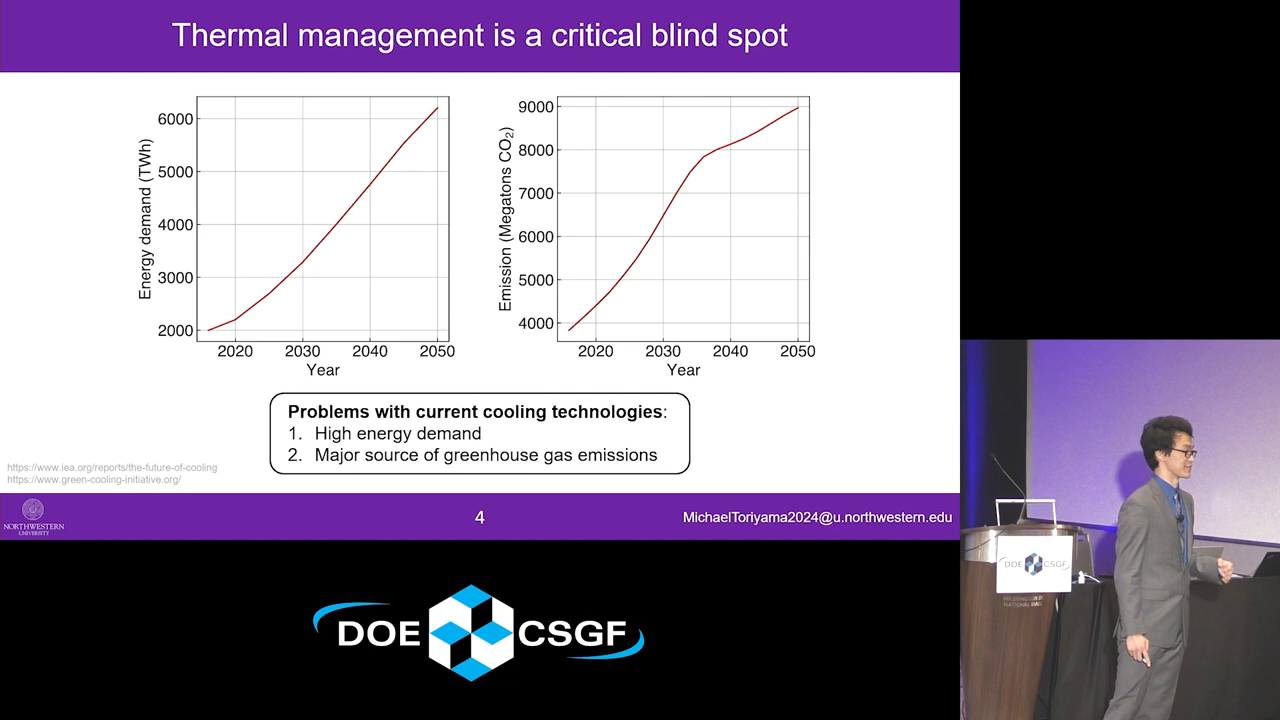 Thermal management is a critical blind spot
6000
5000
4000
3000
2000
Energy demand (TWh)
2020 2030 2040 2050
Year
9000
8000
7000
6000
5000
4000
Emission (Megatons CO₂)
2020 2030 2040 2050
Year
Problems with current cooling technologies:
1. High energy demand
2. Major source of greenhouse gas emissions
https://www.iea.org/reports/the-future-of-cooling
https://www.green-cooling-initiative.org/
NORTHWESTERN
UNIVERSITY
4
MichaelToriyama2024@u.northwestern.edu
DOE CSGF
DOE CSGF